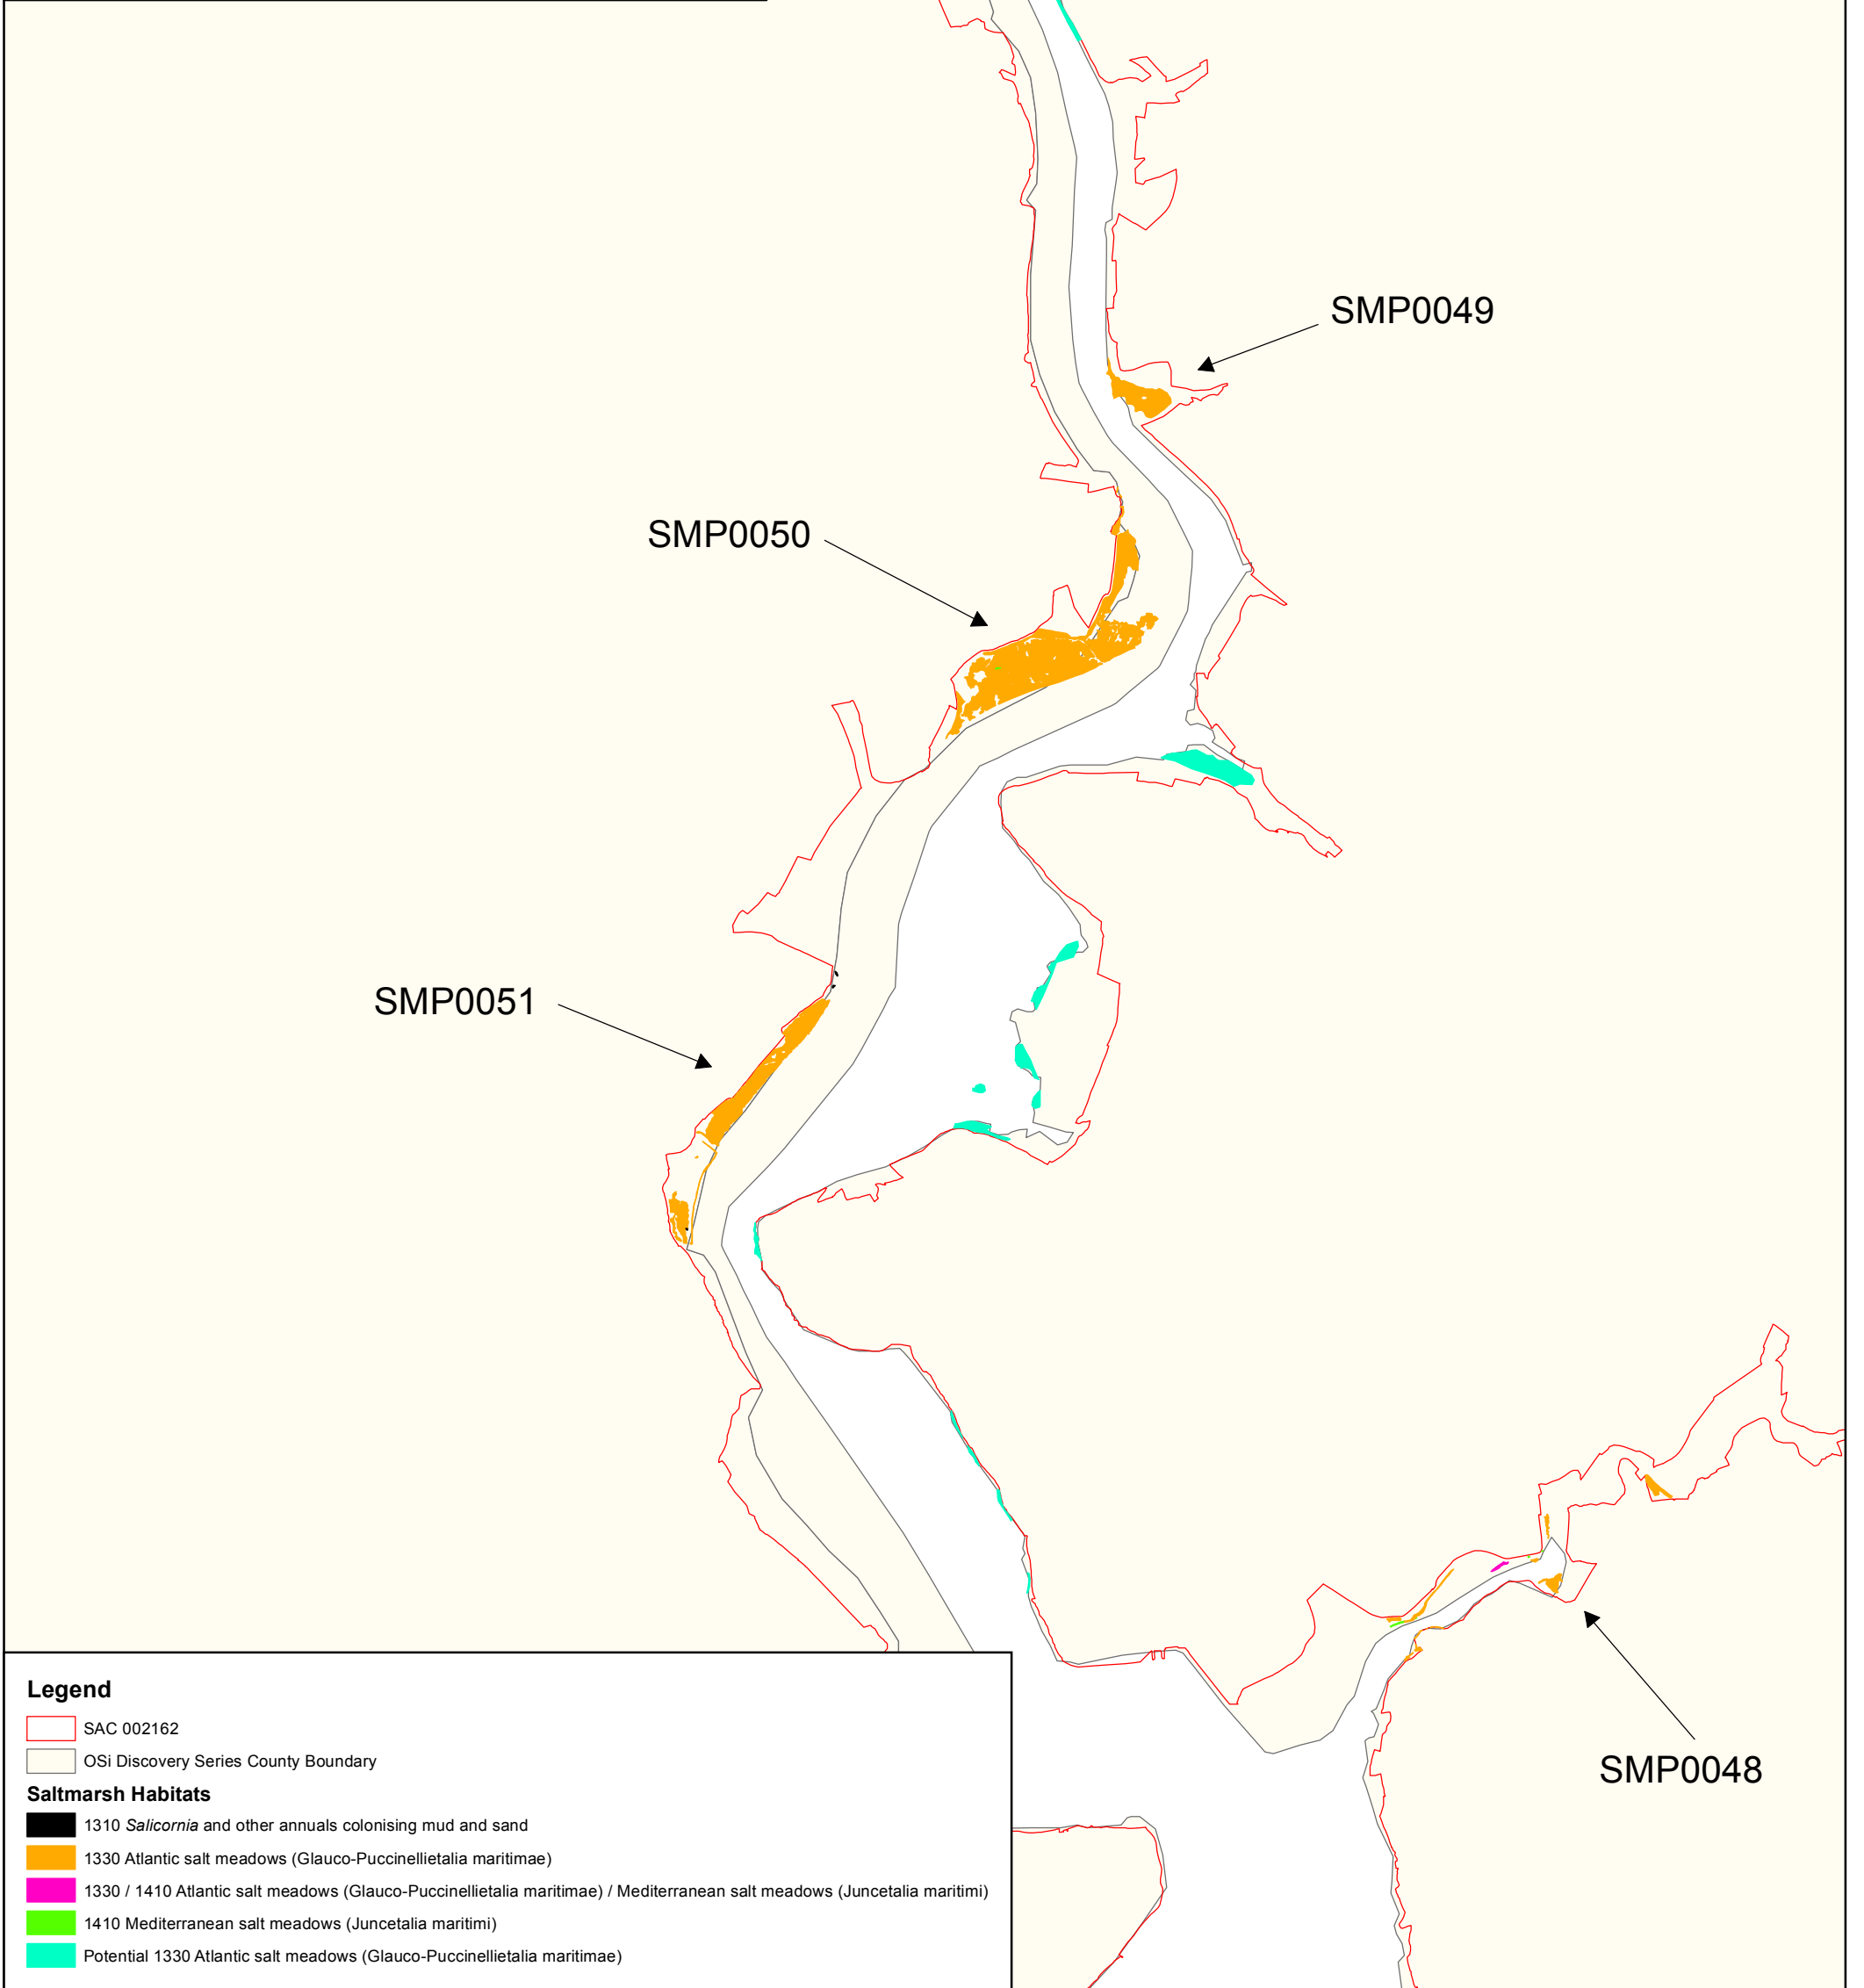 SMP0049
SMP0050
SMP0051
SMP0048
Legend
SAC 002162
OSi Discovery Series County Boundary
Saltmarsh Habitats
1310 Salicornia and other annuals colonising mud and sand
1330 Atlantic salt meadows (Glauco-Puccinellietalia maritimae)
1330 / 1410 Atlantic salt meadows (Glauco-Puccinellietalia maritimae) / Mediterranean salt meadows (Juncetalia maritimi)
1410 Mediterranean salt meadows (Juncetalia maritimi)
Potential 1330 Atlantic salt meadows (Glauco-Puccinellietalia maritimae)